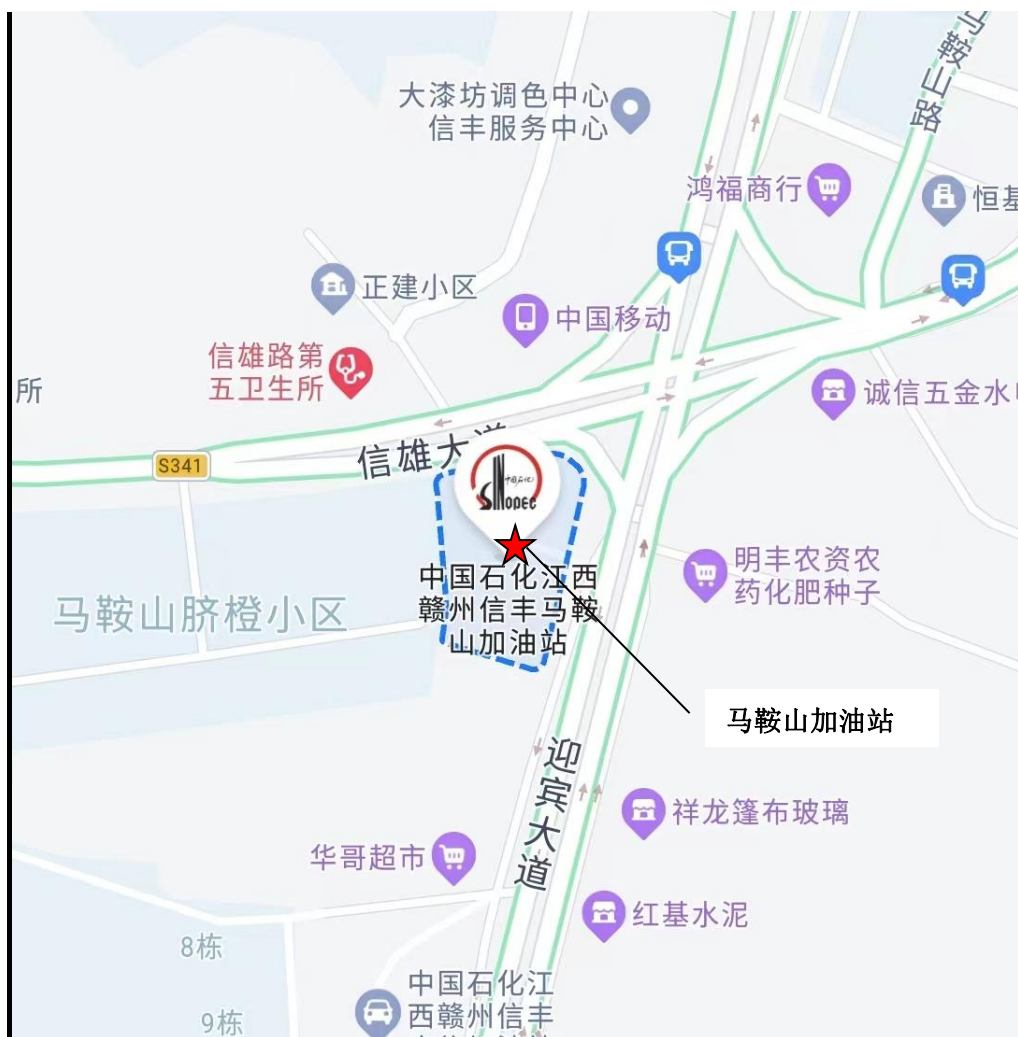 马鞍山路
大漆坊调色中心
信丰服务中心
鸿福商行
恒基
正建小区
中国移动
信雄路第
五卫生所
所
诚信五金水
信雄大道
S341
中国石化
SINOPEC
中国石化江西
赣州信丰马鞍
山加油站
明丰农资农
药化肥种子
马鞍山脐橙小区
马鞍山加油站
迎宾大道
祥龙篷布玻璃
华哥超市
红基水泥
8栋
9栋
中国石化江
西赣州信丰